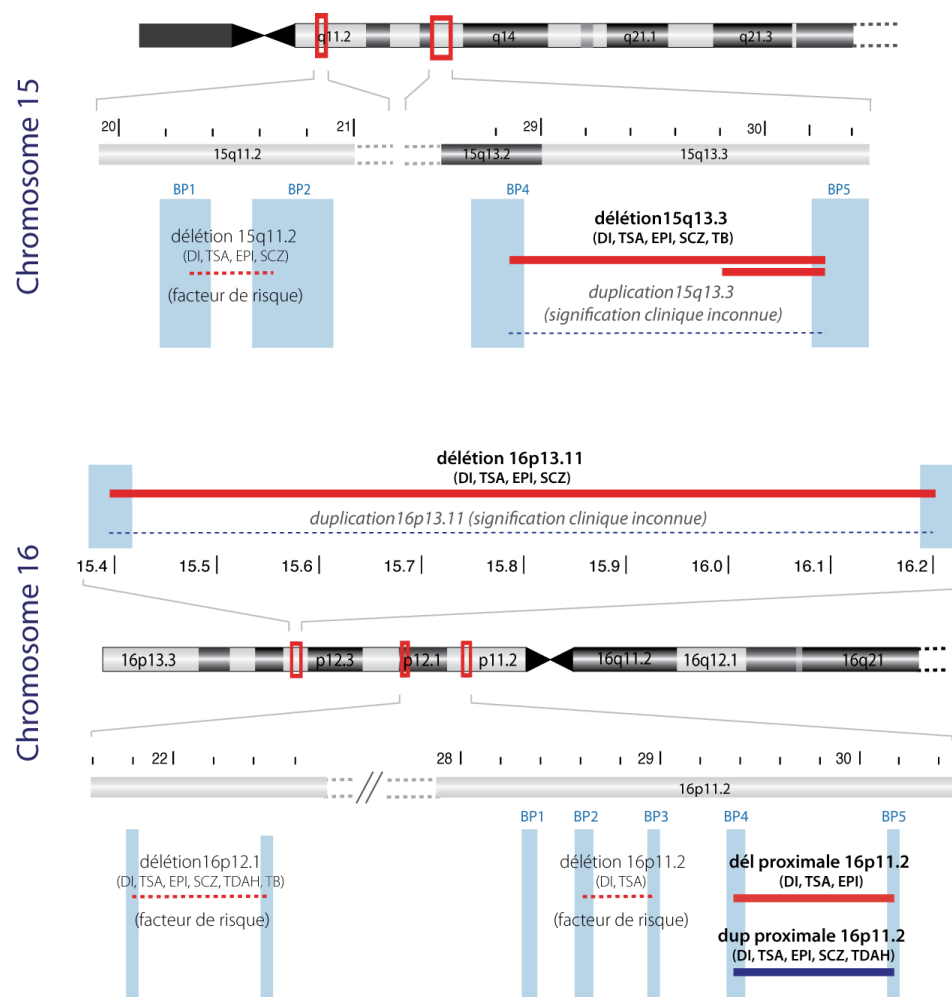 Chromosome 15
q11.2
q14
q21.1
q21.3
20
21
29
30
15q11.2
15q13.2
15q13.3
BP1
BP2
BP4
BP5
délétion 15q11.2
(DI, TSA, EPI, SCZ)
(facteur de risque)
délétion15q13.3
(DI, TSA, EPI, SCZ, TB)
duplication15q13.3
(signification clinique inconnue)
Chromosome 16
délétion 16p13.11
(DI, TSA, EPI, SCZ)
duplication16p13.11 (signification clinique inconnue)
15.4
15.5
15.6
15.7
15.8
15.9
16.0
16.1
16.2
16p13.3
p12.3
p12.1
p11.2
16q11.2
16q12.1
16q21
22
28
29
30
16p11.2
BP1
BP2
BP3
BP4
BP5
délétion16p12.1
(DI, TSA, EPI, SCZ, TDAH, TB)
(facteur de risque)
délétion 16p11.2
(DI, TSA)
(facteur de risque)
dél proximale 16p11.2
(DI, TSA, EPI)
dup proximale 16p11.2
(DI, TSA, EPI, SCZ, TDAH)